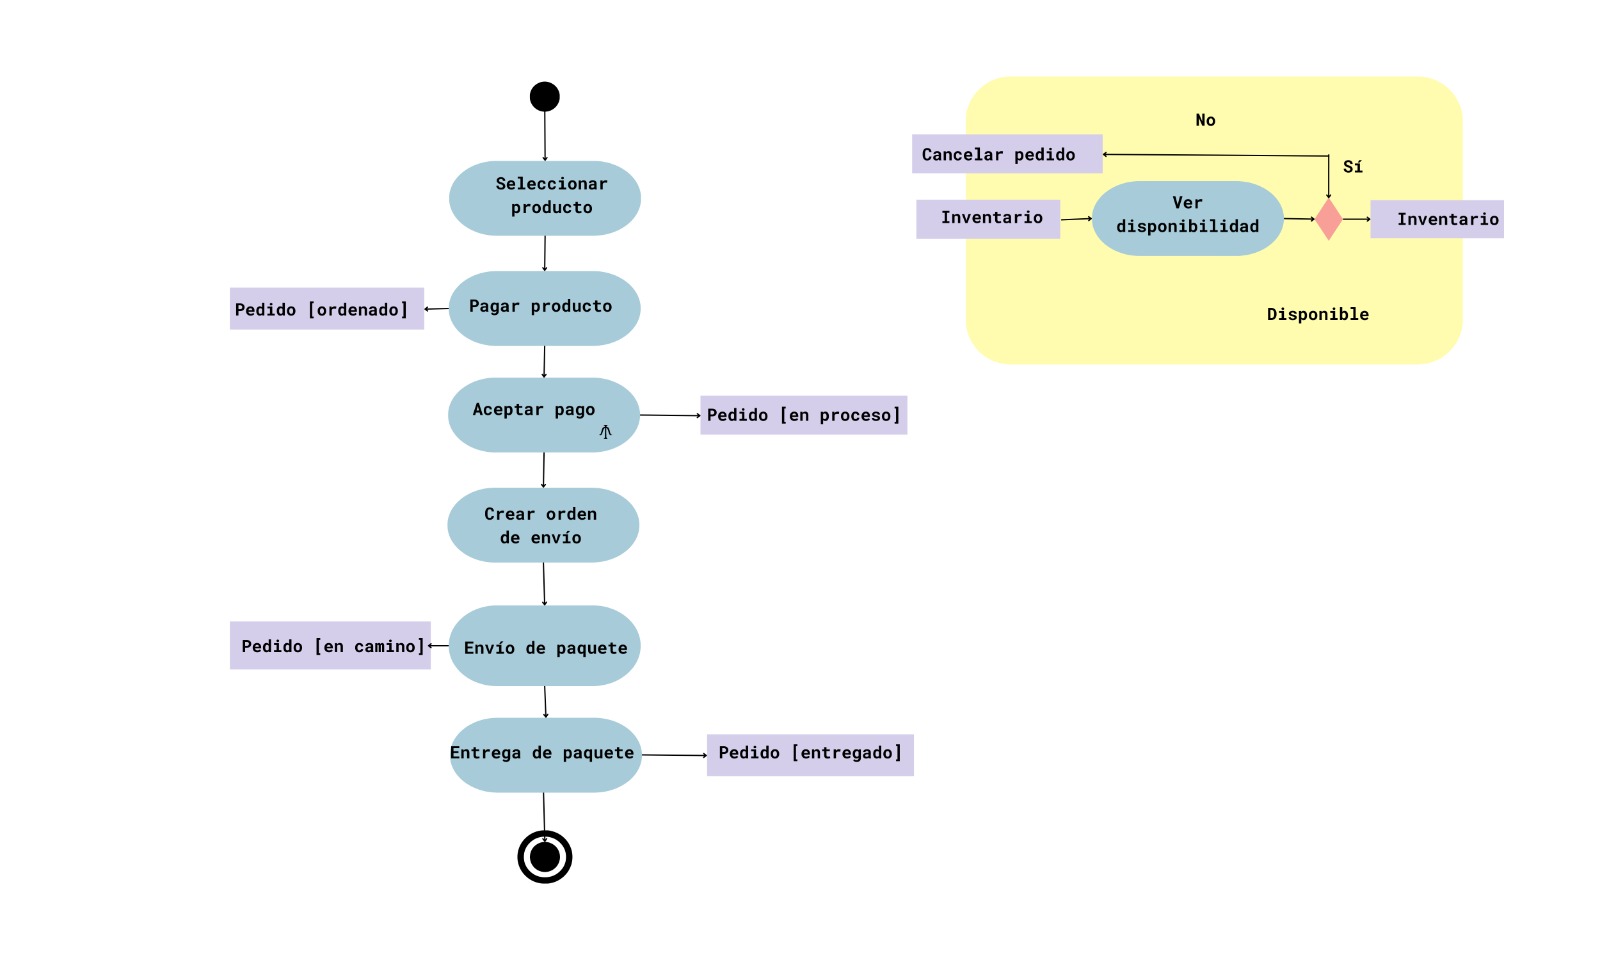 Seleccionar
producto
Pagar producto
Pedido [ordenado]
Aceptar pago
Pedido [en proceso]
Crear orden
de envío
Envío de paquete
Pedido [en camino]
Entrega de paquete
Pedido [entregado]
No
Cancelar pedido
Sí
Inventario
Ver
disponibilidad
Inventario
Disponible